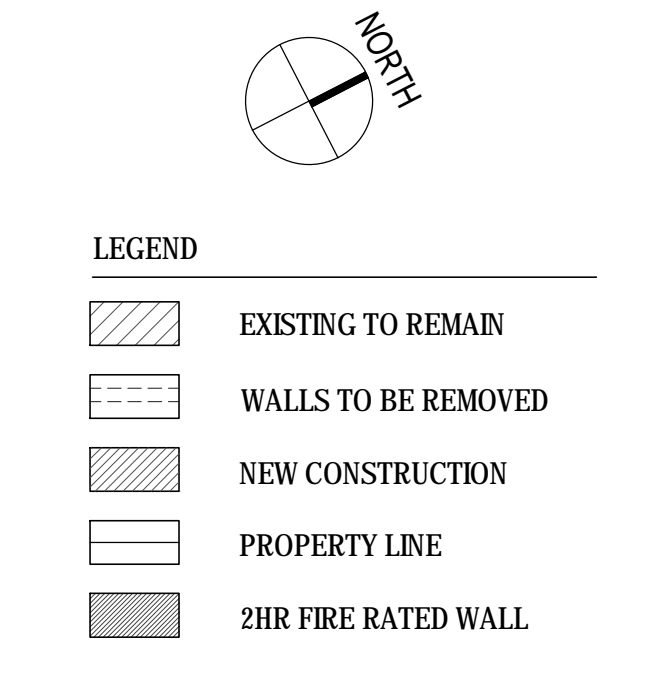 NORTH
LEGEND
EXISTING TO REMAIN
WALLS TO BE REMOVED
NEW CONSTRUCTION
PROPERTY LINE
2HR FIRE RATED WALL